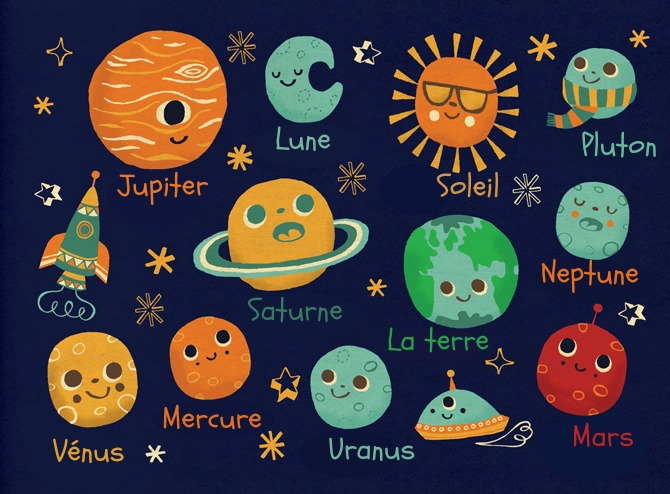 Lune
Pluton
Jupiter
Soleil
Neptune
Saturne
La terre
Mercure
Mars
Vénus
Uranus